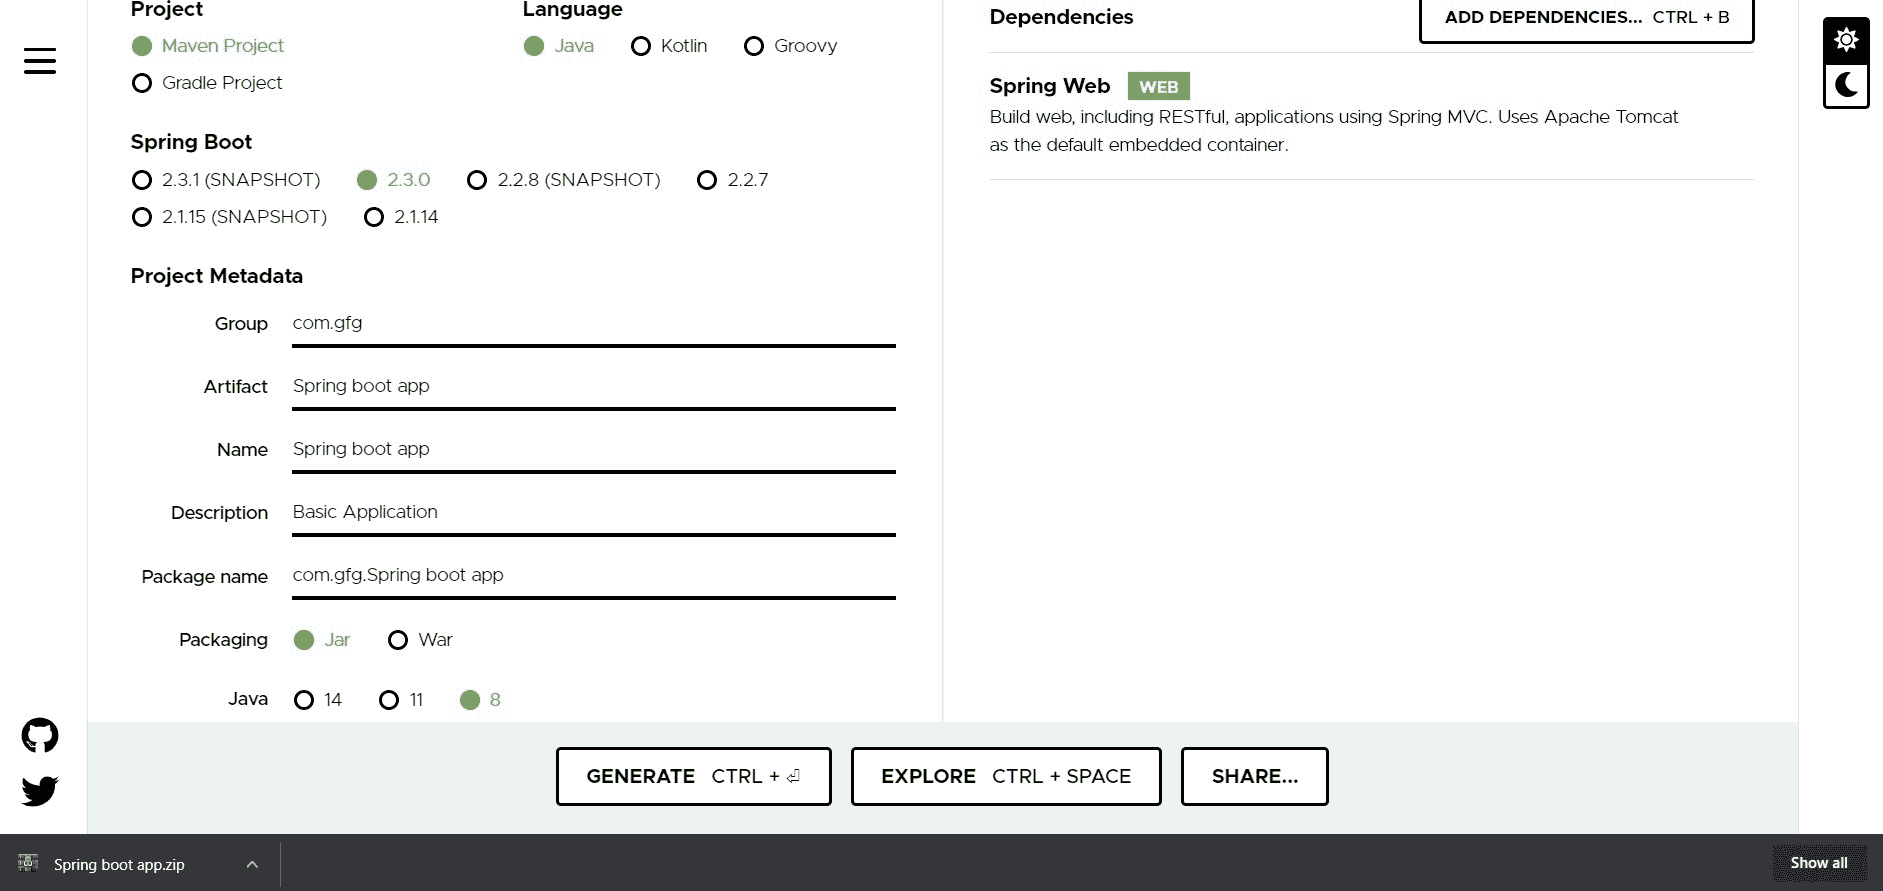 Project
Maven Project
Gradle Project
Language
Java Kotlin Groovy
Spring Boot
2.3.1 (SNAPSHOT) 2.3.0 2.2.8 (SNAPSHOT) 2.2.7
2.1.15 (SNAPSHOT) 2.1.14
Project Metadata
Group com.gfg
Artifact Spring boot app
Name Spring boot app
Description Basic Application
Package name com.gfg.Spring boot app
Packaging Jar War
Java 14 11 8
Dependencies
ADD DEPENDENCIES... CTRL + B
Spring Web WEB
Build web, including RESTful, applications using Spring MVC. Uses Apache Tomcat
as the default embedded container.
GENERATE CTRL + ⏎
EXPLORE CTRL + SPACE
SHARE...
Spring boot app.zip
Show all